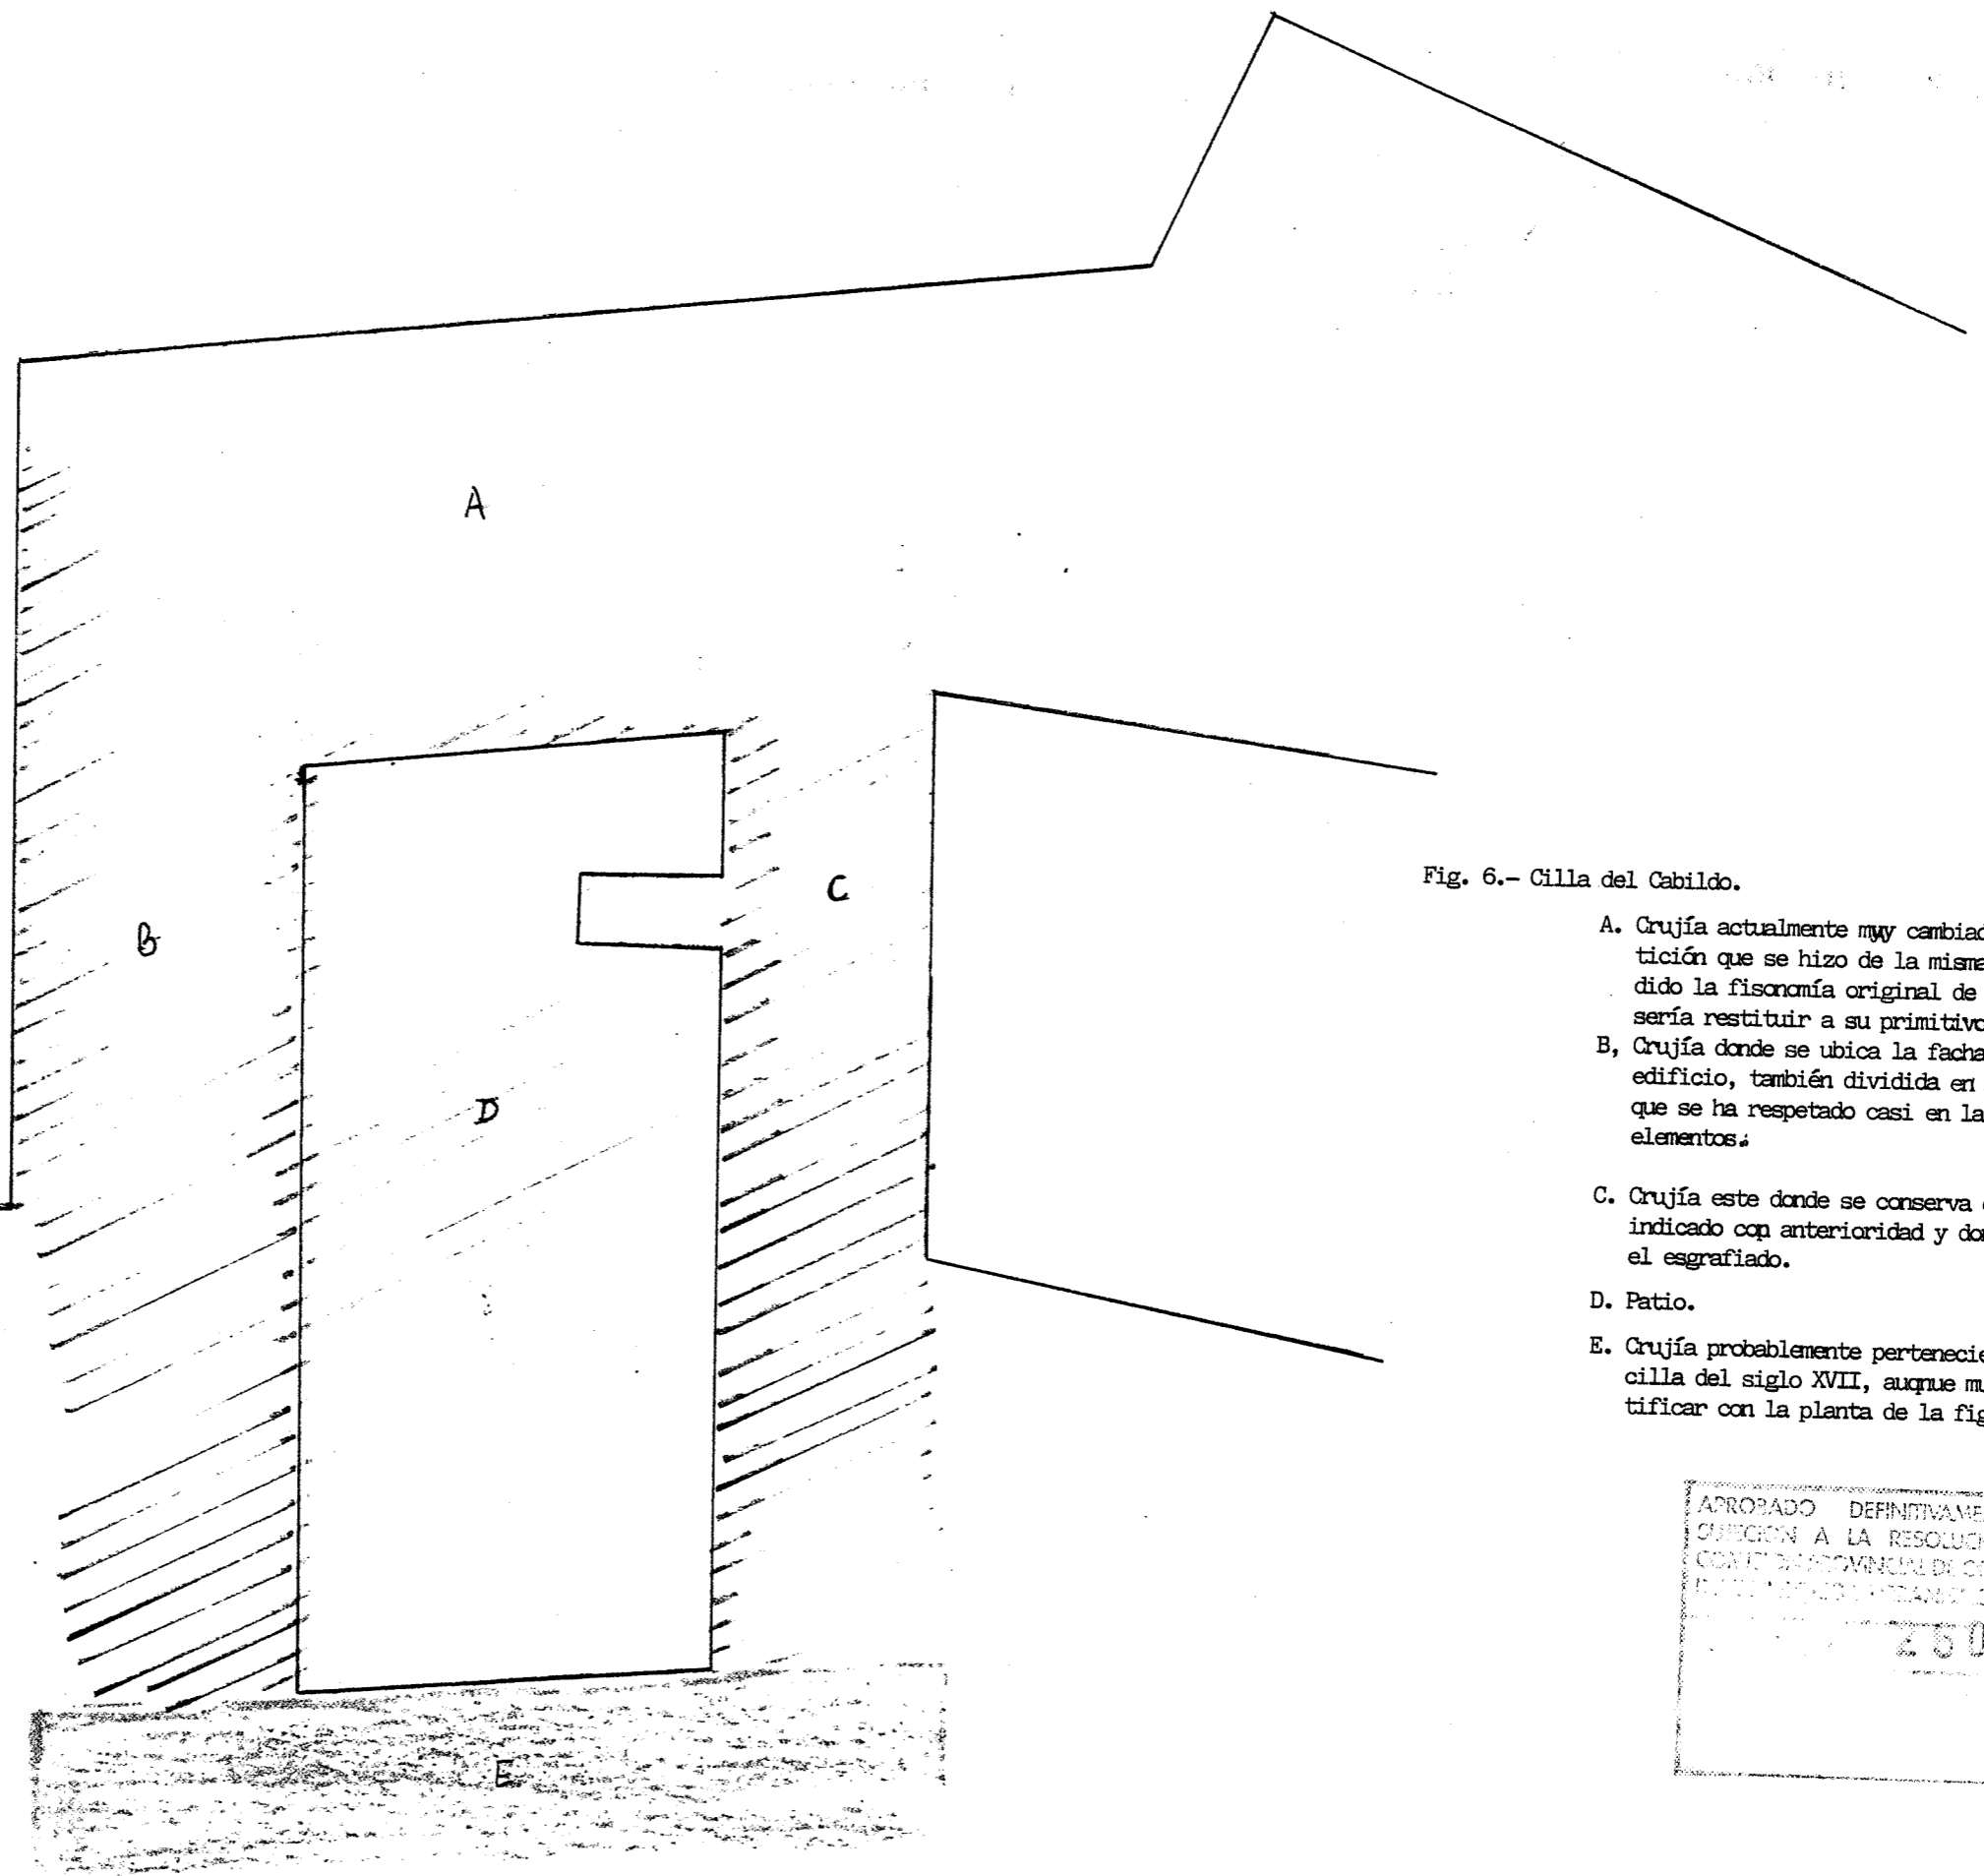 A
B
C
D
E
Fig. 6.- Cilla del Cabildo.
A. Crujía actualmente muy cambiad
tición que se hizo de la misma
dido la fisonomía original de
sería restituir a su primitivo
B, Crujía donde se ubica la facha
edificio, también dividida en
que se ha respetado casi en la
elementos.
C. Crujía este donde se conserva
indicado con anterioridad y do
el esgrafiado.
D. Patio.
E. Crujía probablemente pertenecie
cilla del siglo XVII, auqnue mu
tificar con la planta de la fig
APROBADO DEFINITIVAME
SUJECION A LA RESOLUCI